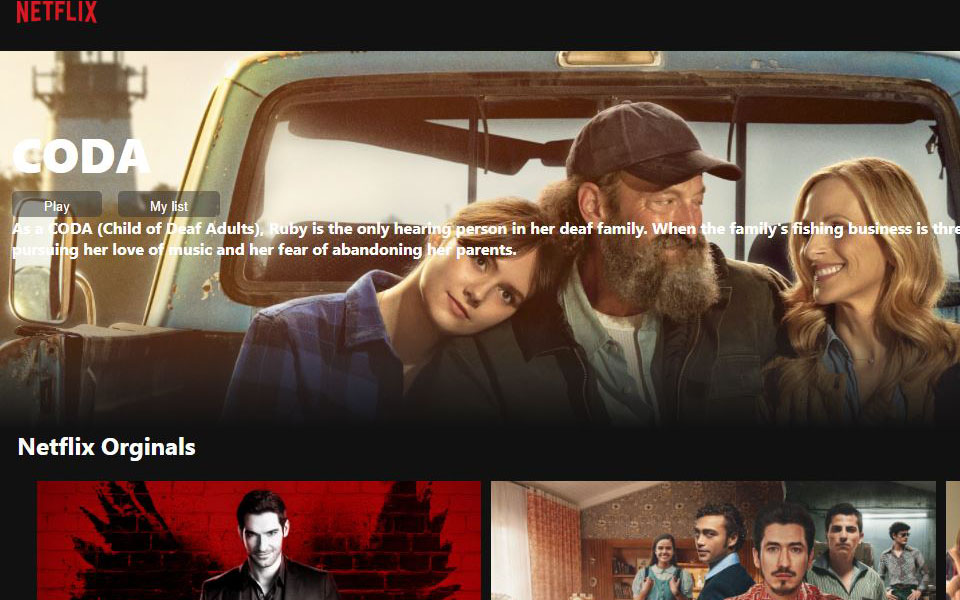 NETFLIX
CODA
Play My list
As a CODA (Child of Deaf Adults), Ruby is the only hearing person in her deaf family. When the family's fishing business is
pursuing her love of music and her fear of abandoning her parents.
Netflix Orginals